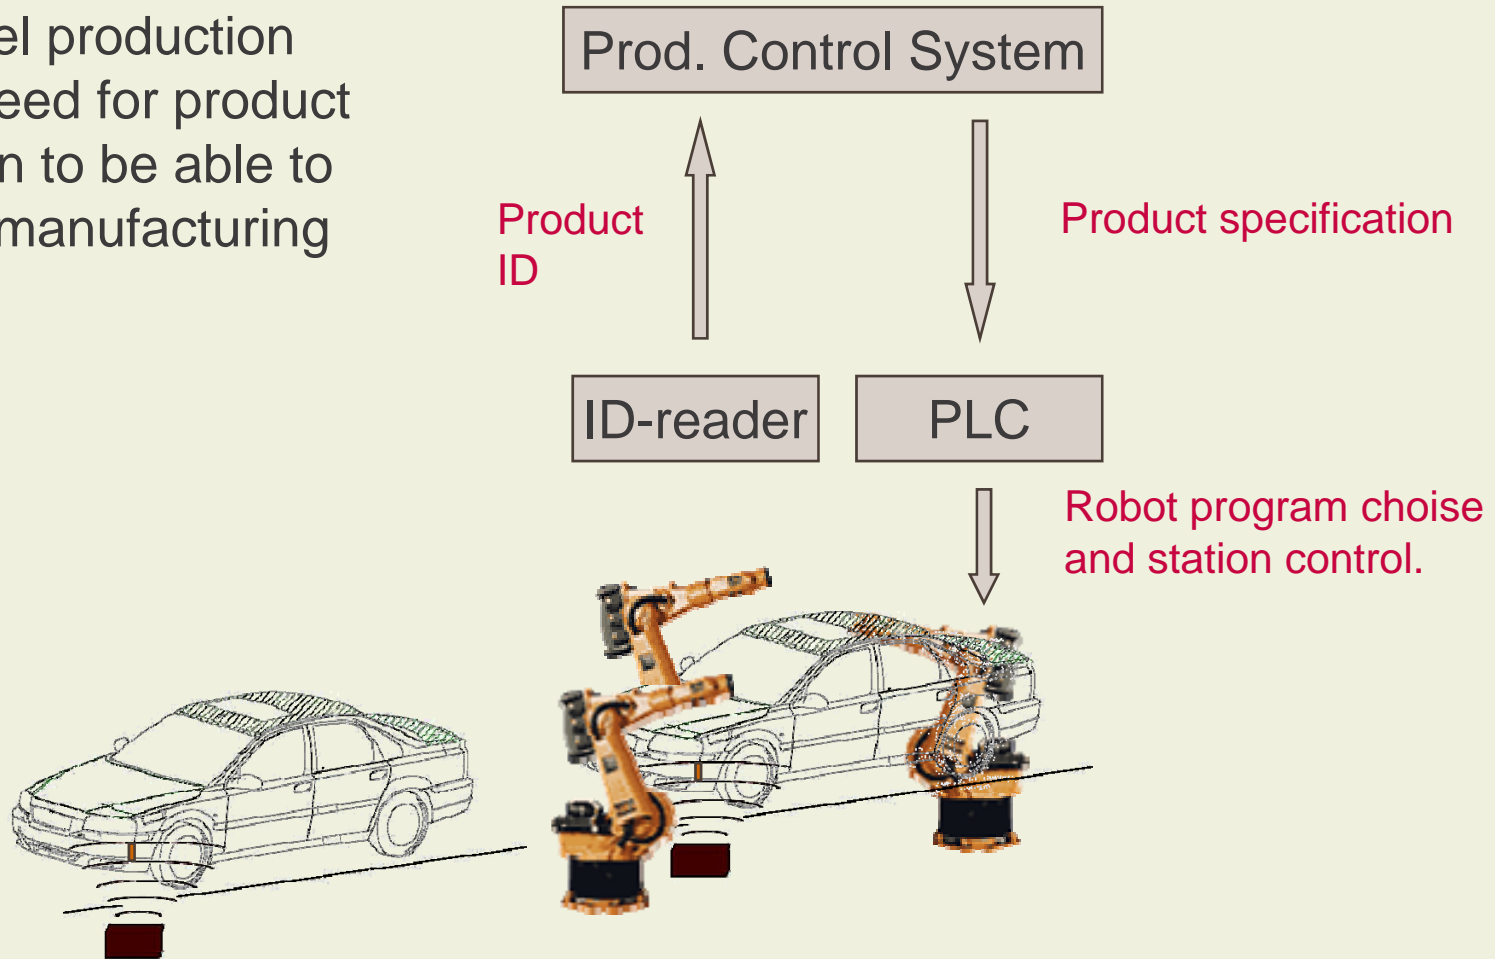 el production
eed for product
n to be able to
manufacturing
Prod. Control System
Product
ID
Product specification
ID-reader
PLC
Robot program choise
and station control.